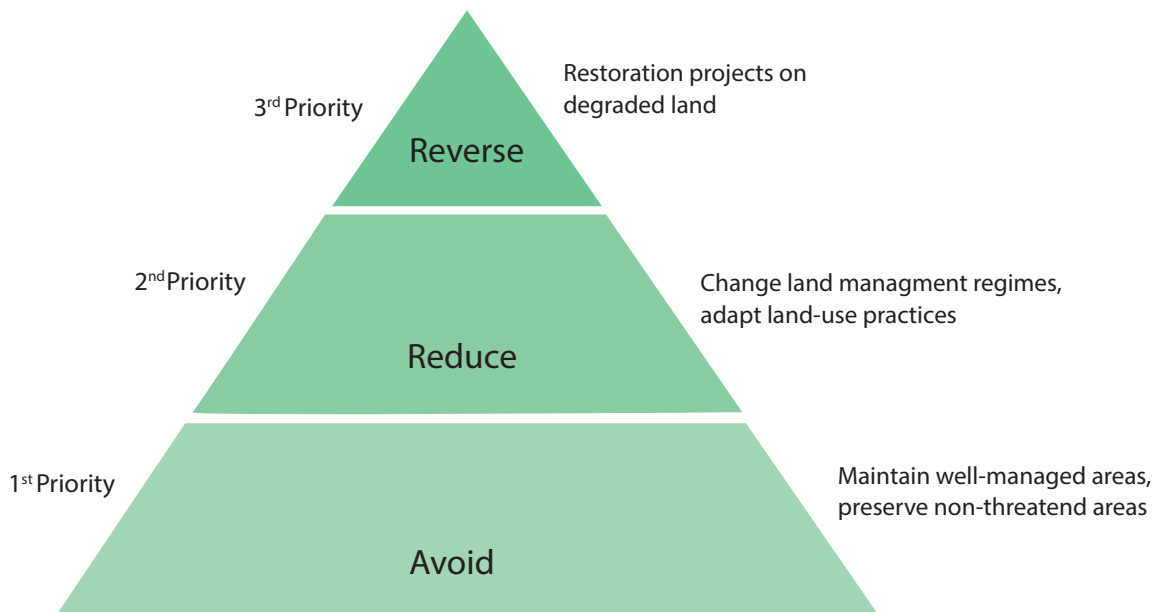 Restoration projects on
degraded land
3rd Priority
Reverse
2nd Priority
Change land managment regimes,
adapt land-use practices
Reduce
1st Priority
Maintain well-managed areas,
preserve non-threatend areas
Avoid